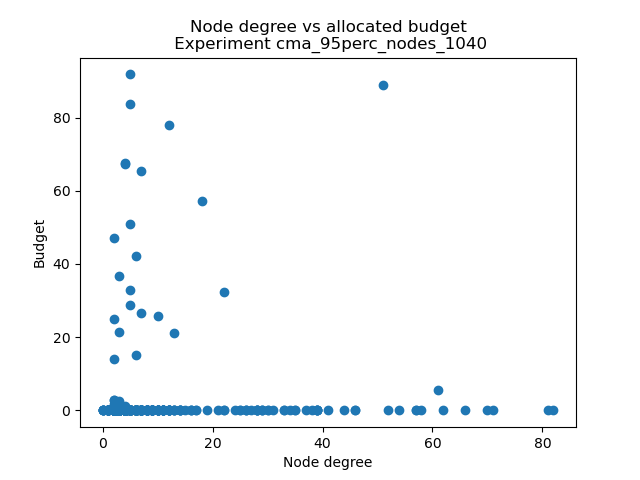 Node degree vs allocated budget
Experiment cma_95perc_nodes_1040
80
60
40
20
0
Budget
0 20 40 60 80
Node degree